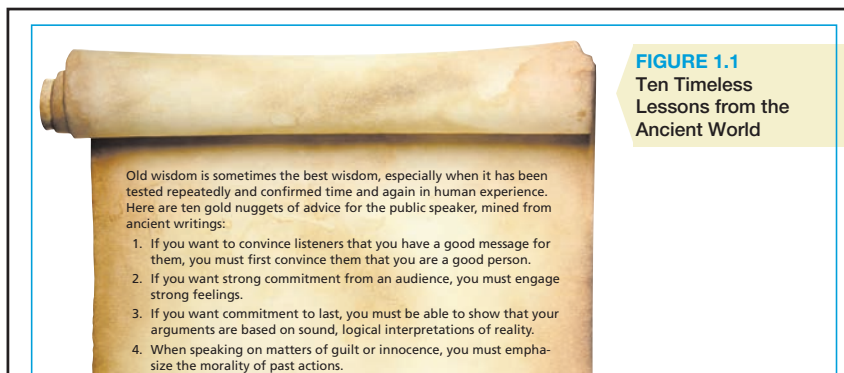 FIGURE 1.1
Ten Timeless
Lessons from the
Ancient World
Old wisdom is sometimes the best wisdom, especially when it has been
tested repeatedly and confirmed time and again in human experience.
Here are ten gold nuggets of advice for the public speaker, mined from
ancient writings:
1. If you want to convince listeners that you have a good message for
them, you must first convince them that you are a good person.
2. If you want strong commitment from an audience, you must engage
strong feelings.
3. If you want commitment to last, you must be able to show that your
arguments are based on sound, logical interpretations of reality.
4. When speaking on matters of guilt or innocence, you must empha-
size the morality of past actions.